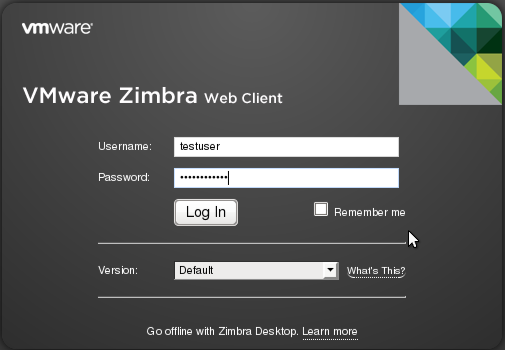 vmware
VMware Zimbra Web Client
Username: testuser
Password: ••••••••••••
Log In Remember me
Version: Default What's This?
Go offline with Zimbra Desktop. Learn more